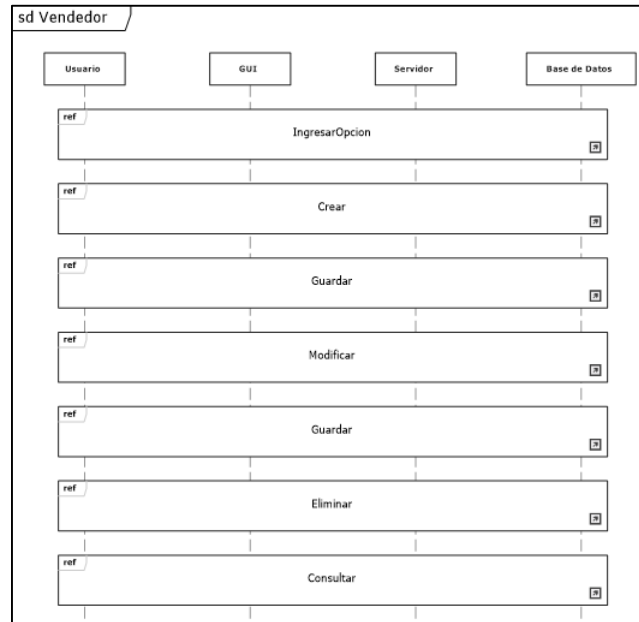 sd Vendedor
Usuario GUI Servidor Base de Datos
ref
IngresarOpcion
ref
Crear
ref
Guardar
ref
Modificar
ref
Guardar
ref
Eliminar
ref
Consultar